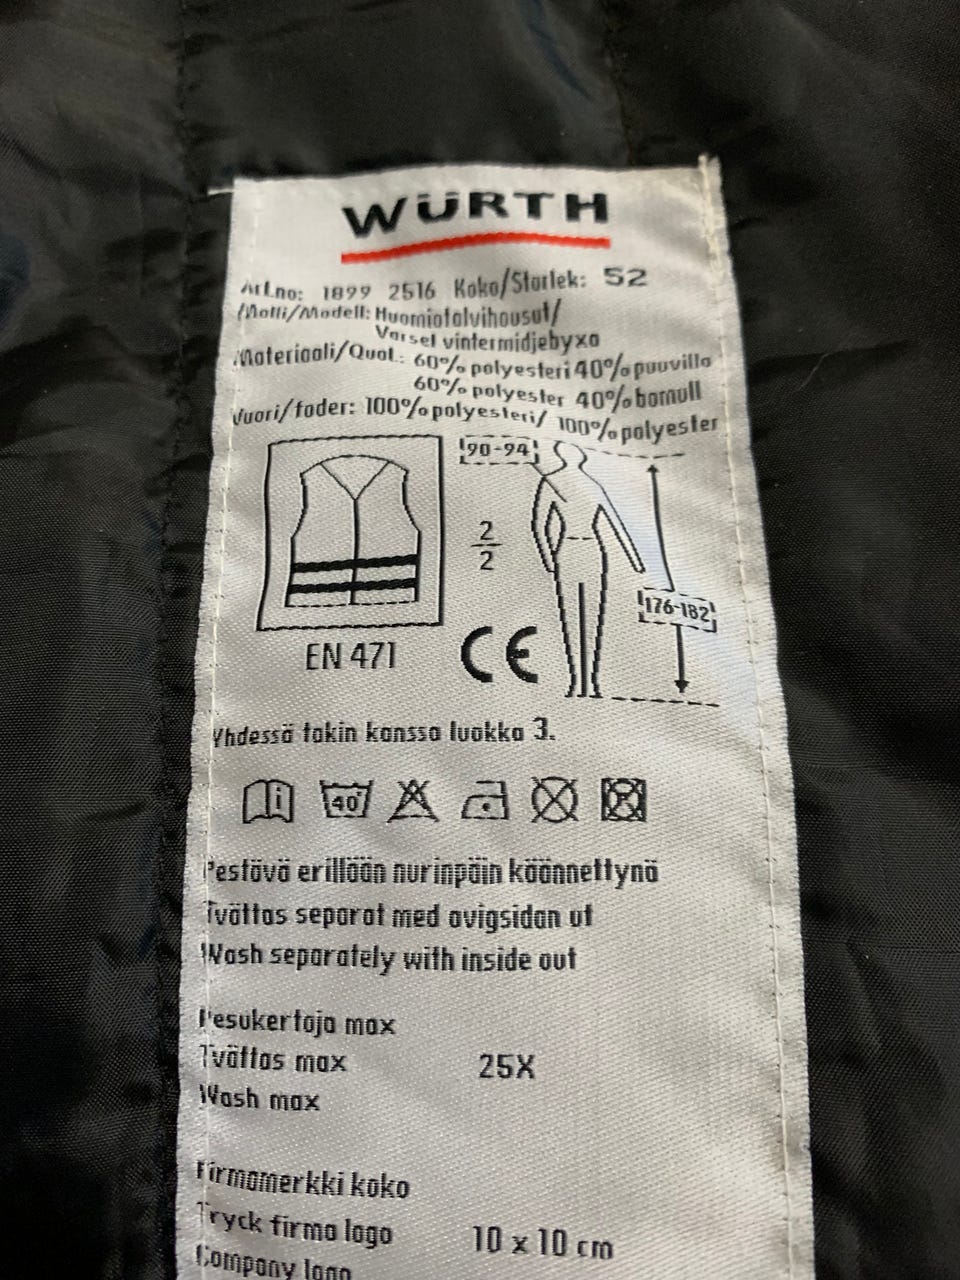 WÜRTH
Art.no: 1899 2516 Koko/Storlek: 52
Malli/Modell: Huomiotalvihousut/
Varsel vintermidjebyxa
Materiaali/Qual.: 60% polyesteri 40% puuvilla
60% polyester 40% bomull
Vuori/foder: 100% polyesteri/ 100% polyester
90-94
2
2
176-182
EN 471
CE
Yhdessä takin kanssa luokka 3.
i 40°
Pestävä erillään nurinpäin käännettynä
Tvättas separat med avigsidan ut
Wash separately with inside out
Pesukertoja max
Tvättas max 25X
Wash max
Firmamerkki koko
Tryck firma logo 10 x 10 cm
Company logo